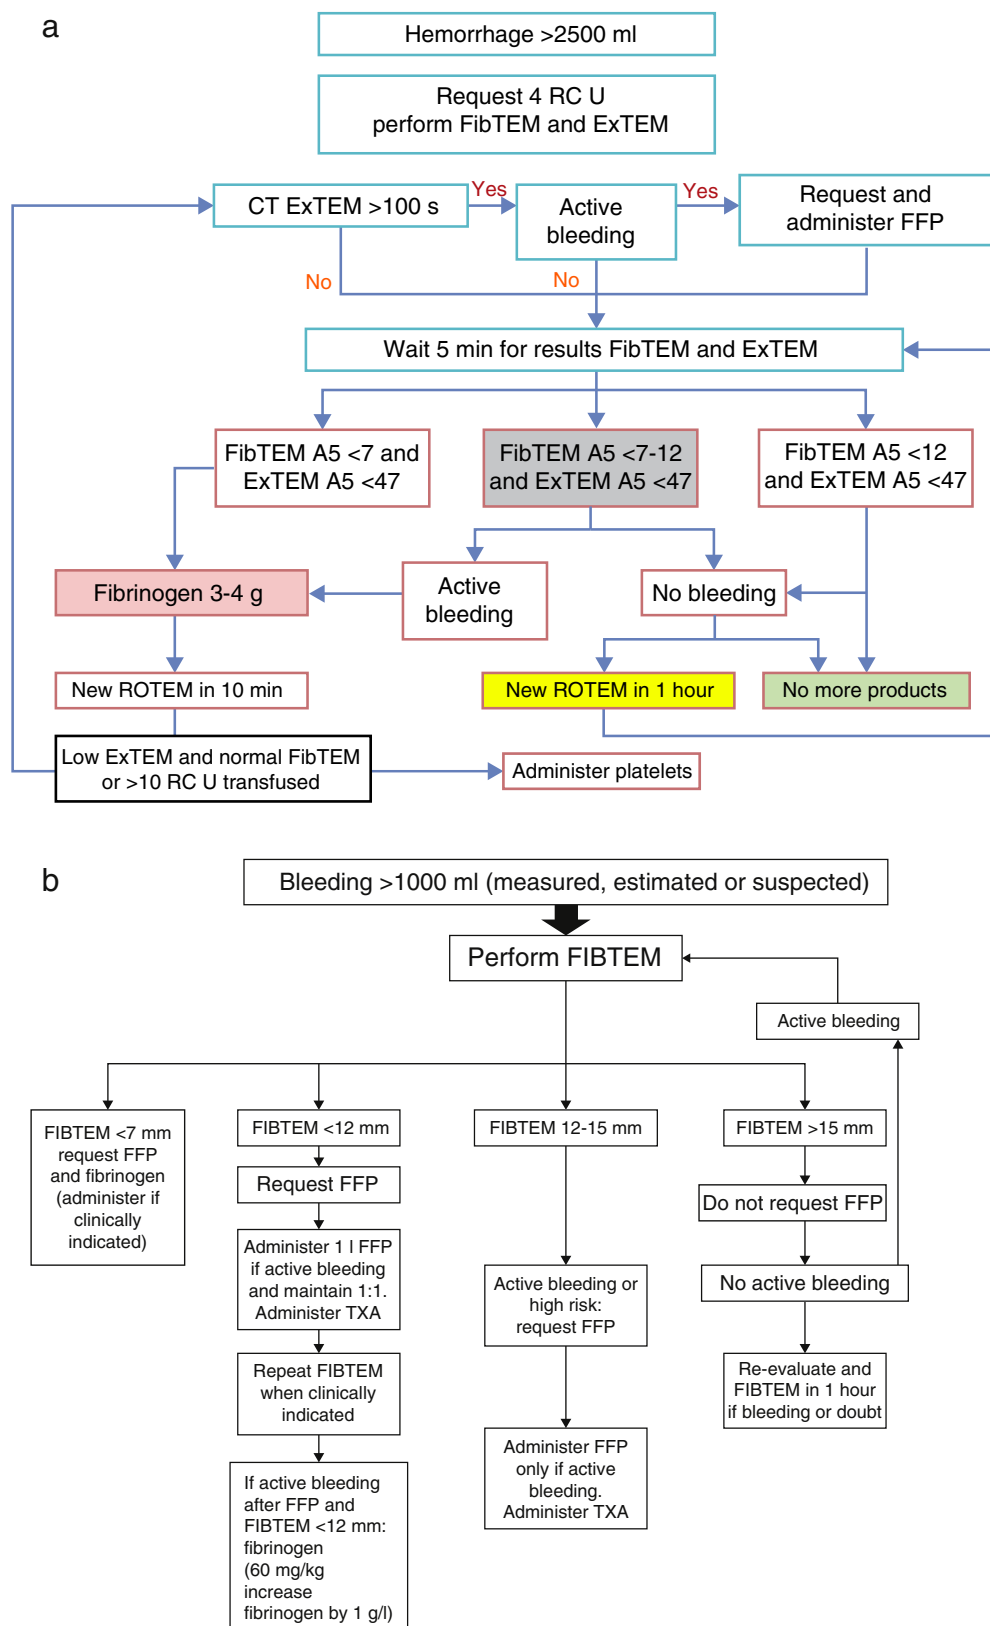 a
Hemorrhage >2500 ml
Request 4 RC U
perform FibTEM and ExTEM
CT ExTEM >100 s
Yes
Active
bleeding
Yes
Request and
administer FFP
No
No
Wait 5 min for results FibTEM and ExTEM
FibTEM A5 <7 and
ExTEM A5 <47
FibTEM A5 <7-12
and ExTEM A5 <47
FibTEM A5 <12
and ExTEM A5 <47
Fibrinogen 3-4 g
Active
bleeding
No bleeding
New ROTEM in 10 min
New ROTEM in 1 hour
No more products
Low ExTEM and normal FibTEM
or >10 RC U transfused
Administer platelets
b
Bleeding >1000 ml (measured, estimated or suspected)
Perform FIBTEM
Active bleeding
FIBTEM <7 mm
request FFP
and fibrinogen
(administer if
clinically
indicated)
FIBTEM <12 mm
Request FFP
Administer 1 l FFP
if active bleeding
and maintain 1:1.
Administer TXA
Repeat FIBTEM
when clinically
indicated
If active bleeding
after FFP and
FIBTEM <12 mm:
fibrinogen
(60 mg/kg
increase
fibrinogen by 1 g/l)
FIBTEM 12-15 mm
Active bleeding or
high risk:
request FFP
Administer FFP
only if active
bleeding.
Administer TXA
FIBTEM >15 mm
Do not request FFP
No active bleeding
Re-evaluate and
FIBTEM in 1 hour
if bleeding or doubt